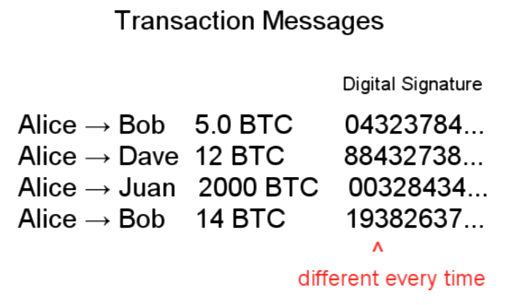 Transaction Messages
Digital Signature
Alice → Bob 5.0 BTC 04323784...
Alice → Dave 12 BTC 88432738...
Alice → Juan 2000 BTC 00328434...
Alice → Bob 14 BTC 19382637...
^
different every time